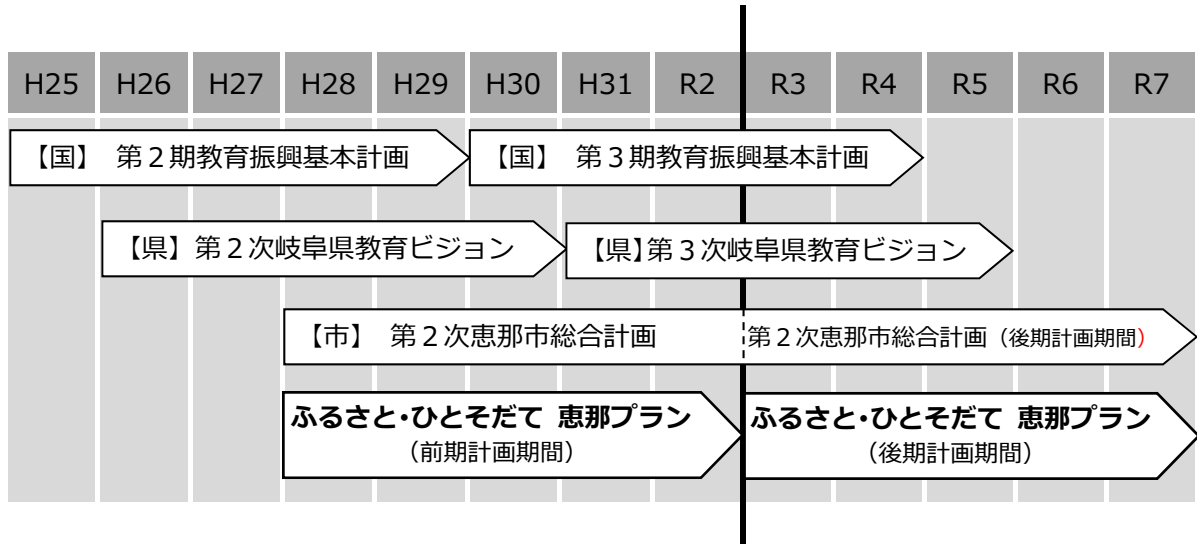 H25 H26 H27 H28 H29 H30 H31 R2 R3 R4 R5 R6 R7
【国】 第２期教育振興基本計画 【国】 第３期教育振興基本計画
【県】第２次岐阜県教育ビジョン 【県】第３次岐阜県教育ビジョン
【市】 第２次恵那市総合計画 第２次恵那市総合計画（後期計画期間）
ふるさと・ひとそだて 恵那プラン ふるさと・ひとそだて 恵那プラン
（前期計画期間） （後期計画期間）